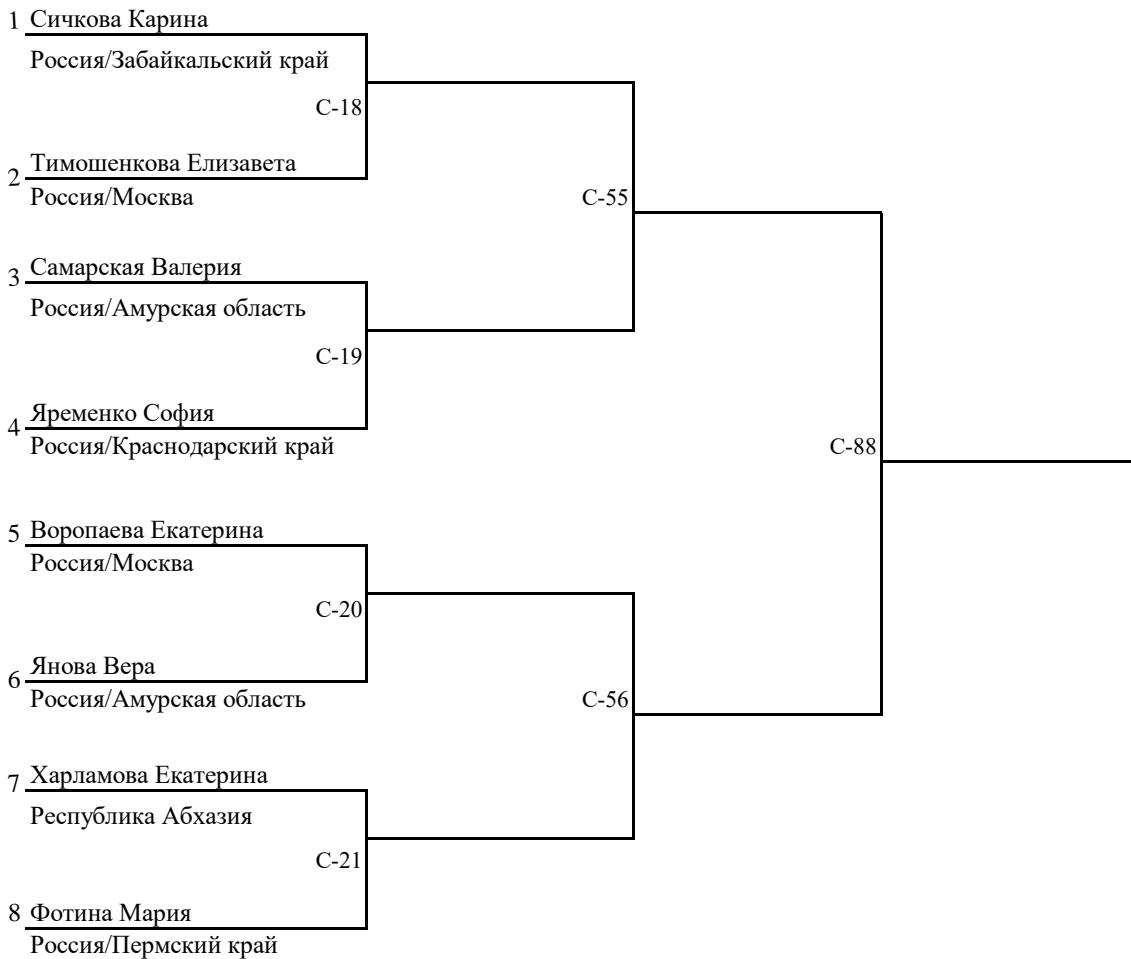 1 Сичкова Карина
Россия/Забайкальский край
С-18
2 Тимошенкова Елизавета
Россия/Москва
С-55
3 Самарская Валерия
Россия/Амурская область
С-19
4 Яременко София
Россия/Краснодарский край
С-88
5 Воропаева Екатерина
Россия/Москва
С-20
6 Янова Вера
Россия/Амурская область
С-56
7 Харламова Екатерина
Республика Абхазия
С-21
8 Фотина Мария
Россия/Пермский край